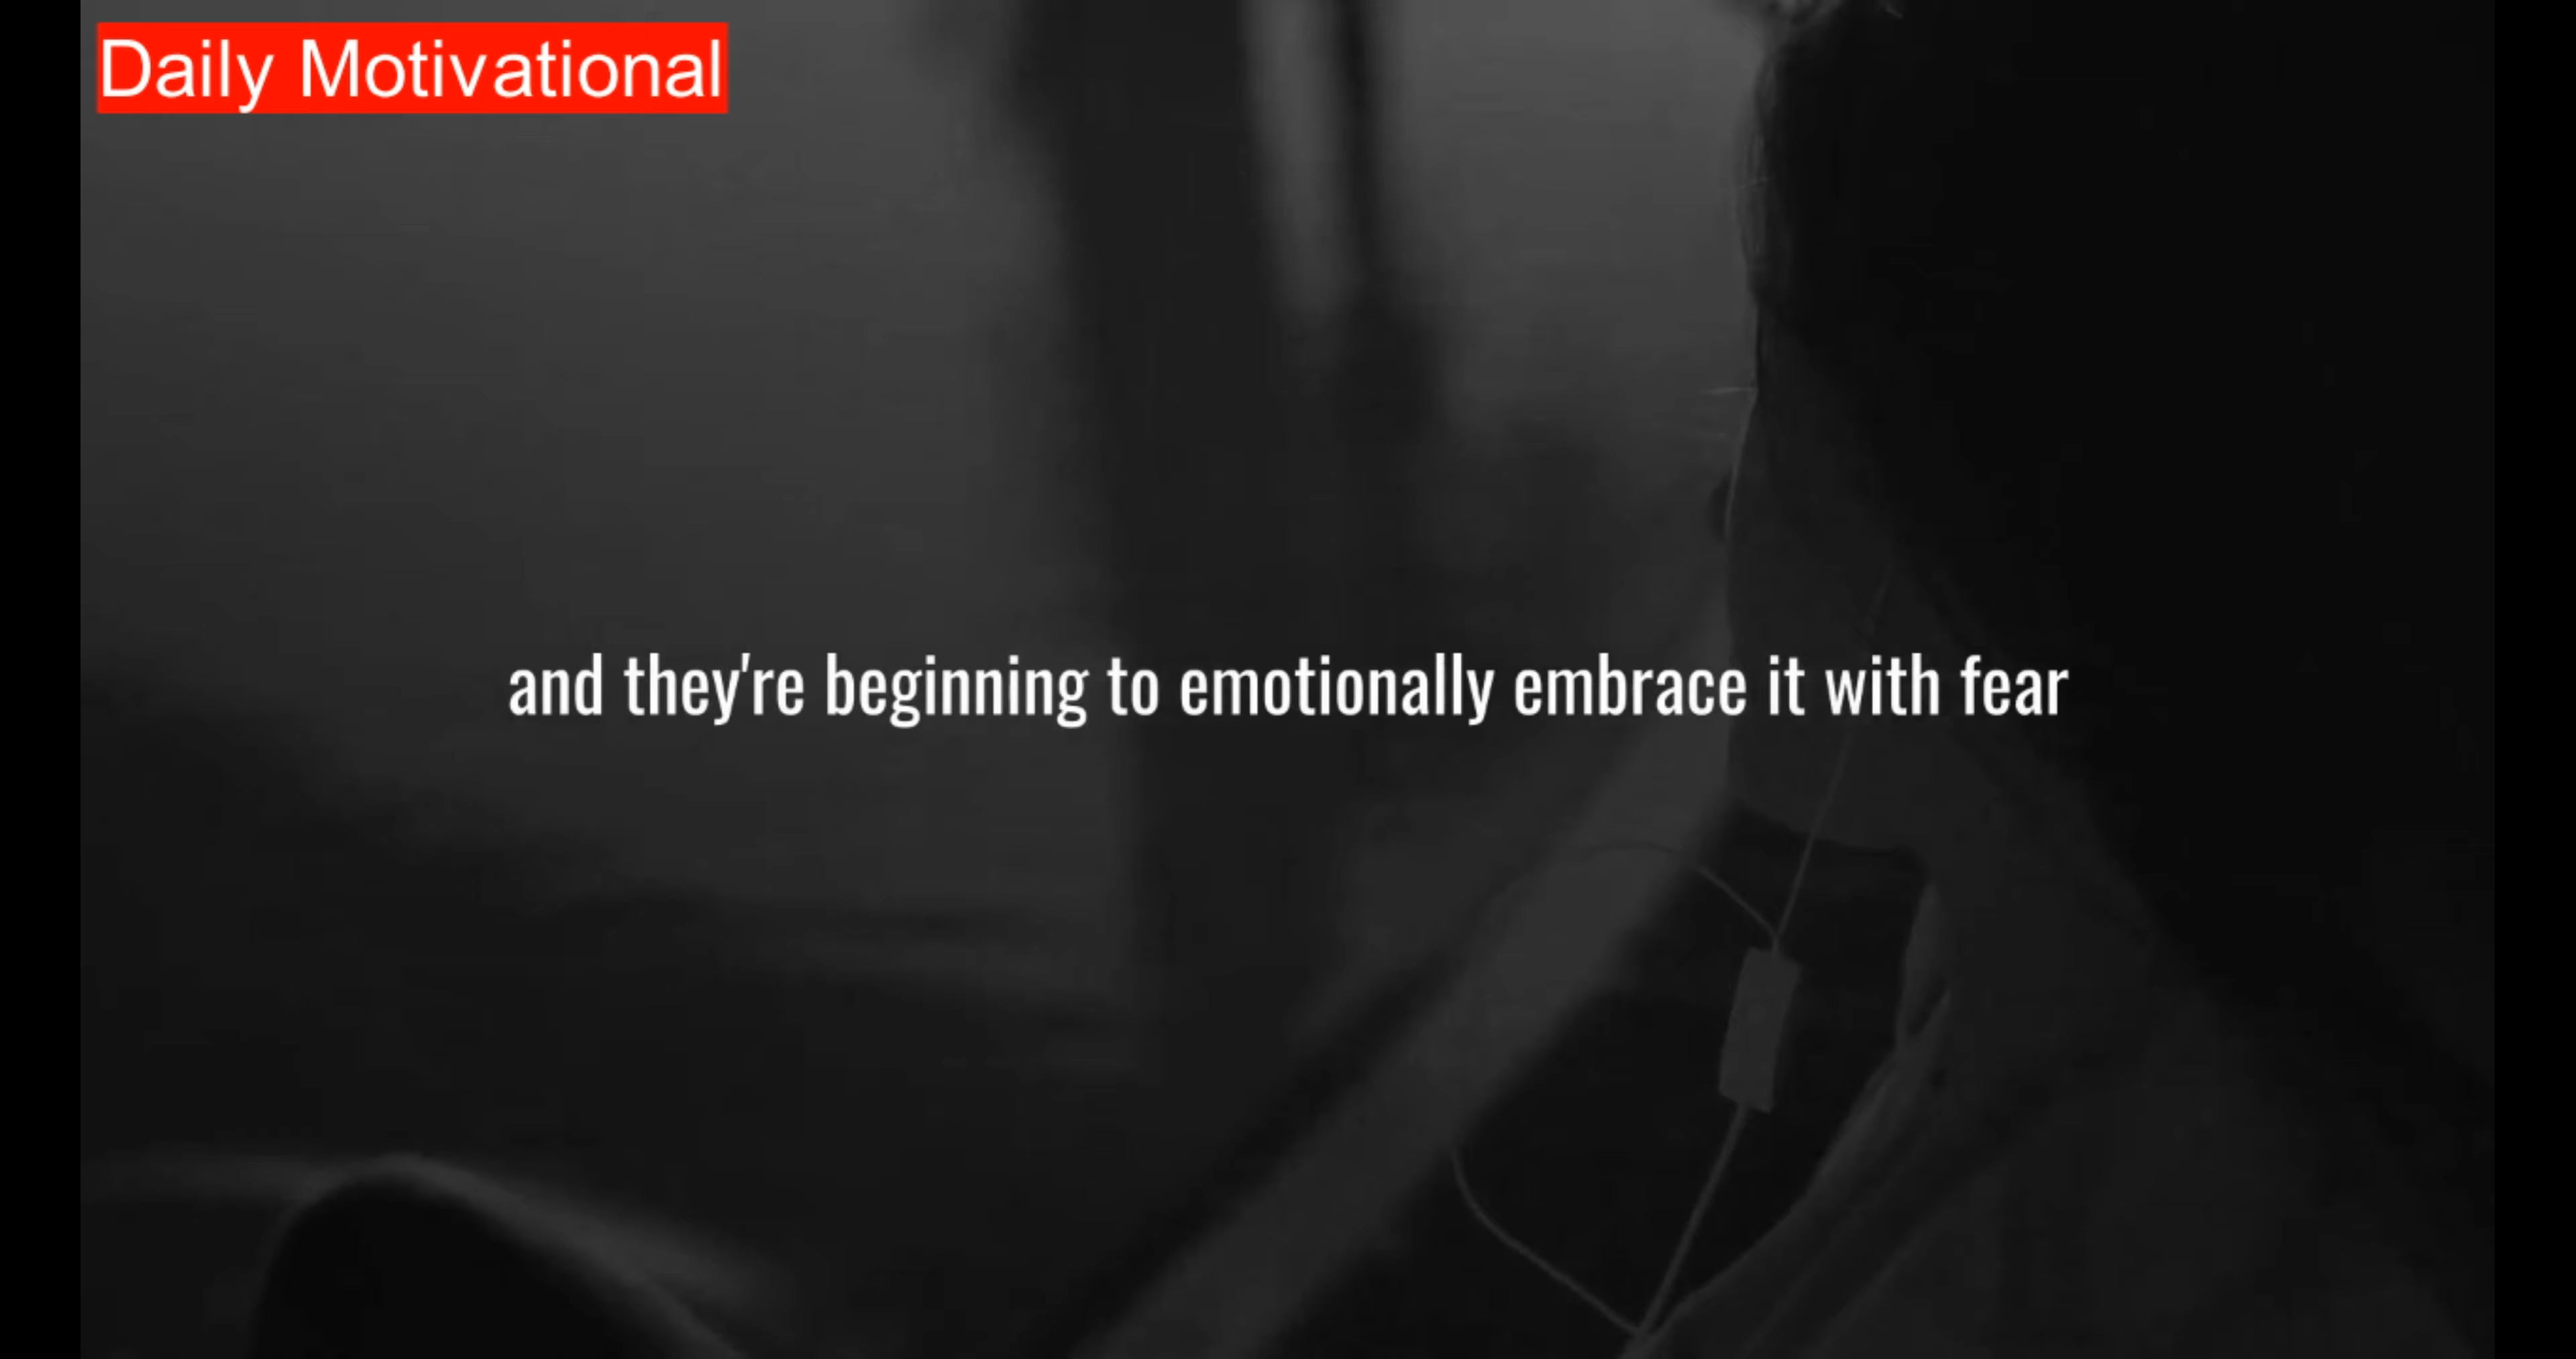 Daily Motivational
and they're beginning to emotionally embrace it with fear